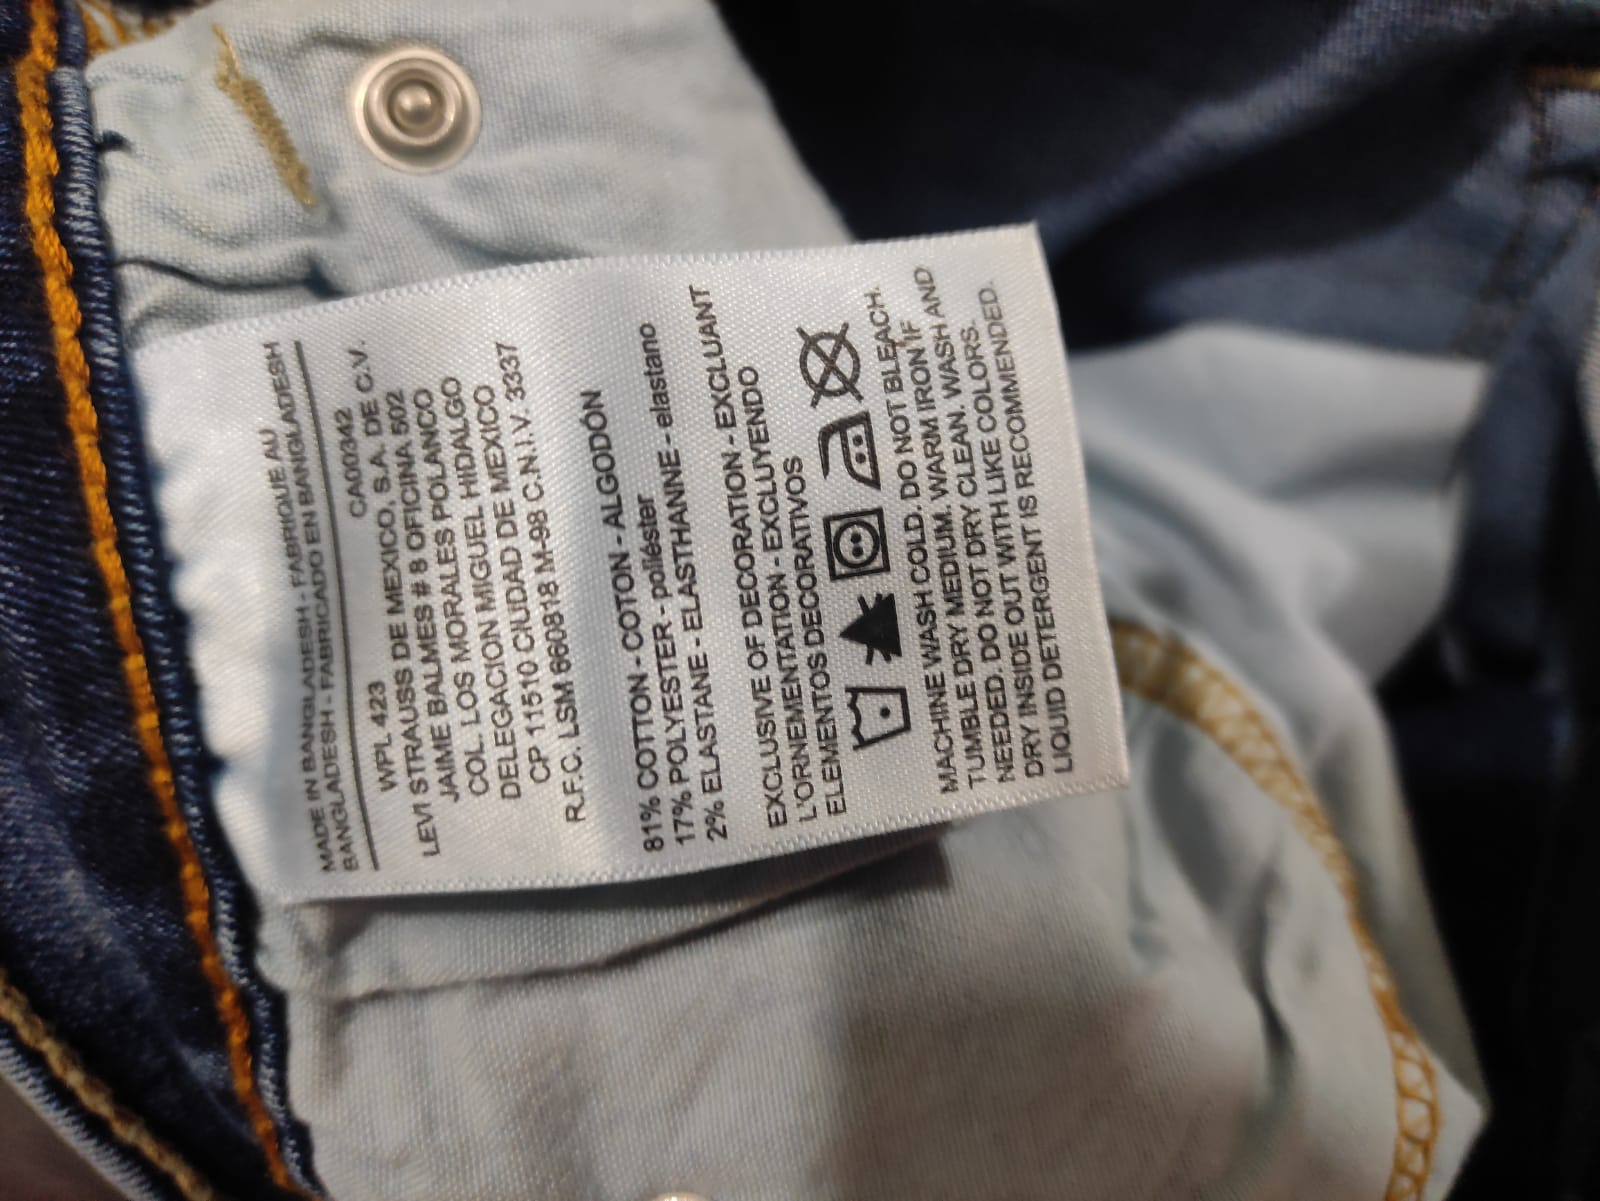 MADE IN BANGLADESH - FABRIQUE AU
BANGLADESH - FABRICADO EN BANGLADESH
CA00342
WPL 423
LEVI STRAUSS DE MEXICO, S.A. DE C.V.
JAIME BALMES # 8 OFICINA 502
COL. LOS MORALES POLANCO
DELEGACION MIGUEL HIDALGO
CP 11510 CIUDAD DE MEXICO
R.F.C. LSM 660818 M-98 C.N.I.V. 3337
81% COTTON - COTON - ALGODÓN
17% POLYESTER - poliéster
2% ELASTANE - ELASTHANNE - elastano
EXCLUSIVE OF DECORATION - EXCLUANT
L'ORNEMENTATION - EXCLUYENDO
ELEMENTOS DECORATIVOS
MACHINE WASH COLD. DO NOT BLEACH.
TUMBLE DRY MEDIUM. WARM IRON IF
NEEDED. DO NOT DRY CLEAN. WASH AND
DRY INSIDE OUT WITH LIKE COLORS.
LIQUID DETERGENT IS RECOMMENDED.